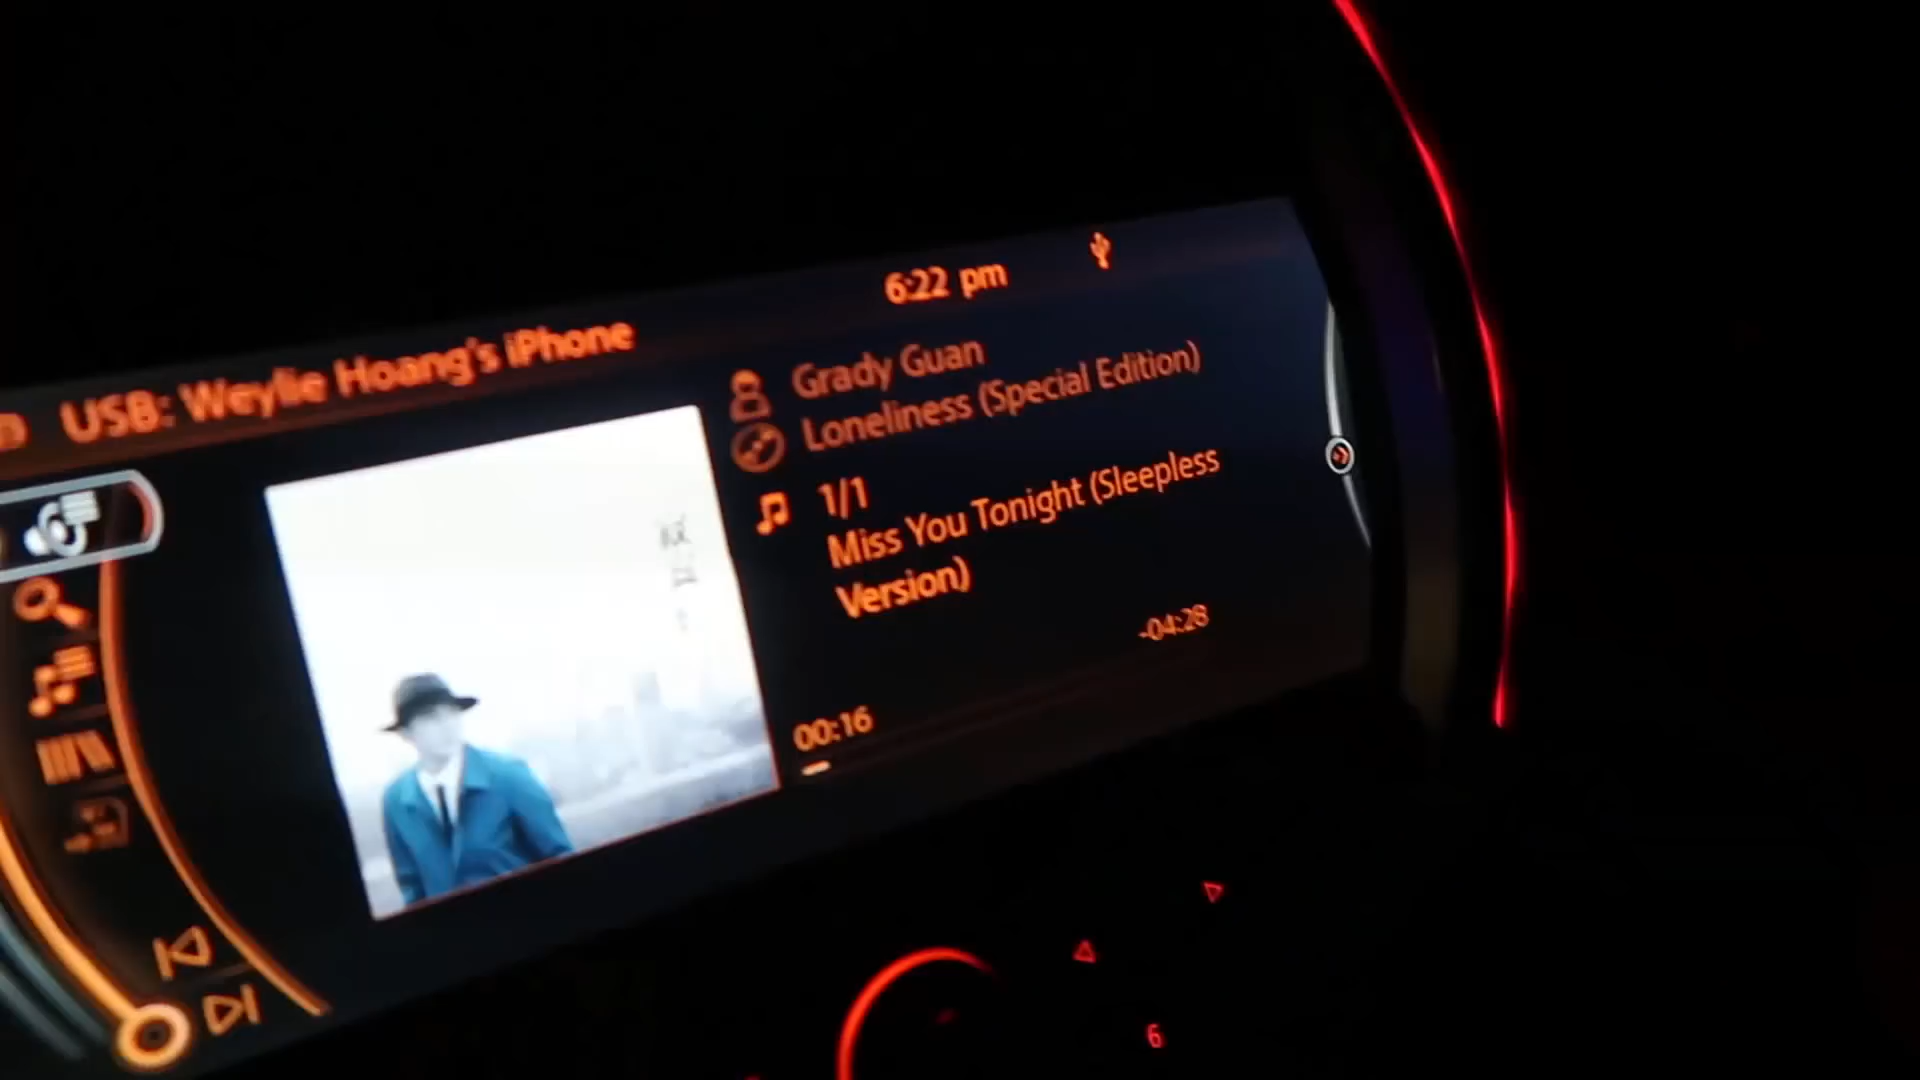 6:22 pm
USB: Weylie Hoang's iPhone
Grady Guan
Loneliness (Special Edition)
1/1
Miss You Tonight (Sleepless
Version)
-04:28
00:16
6